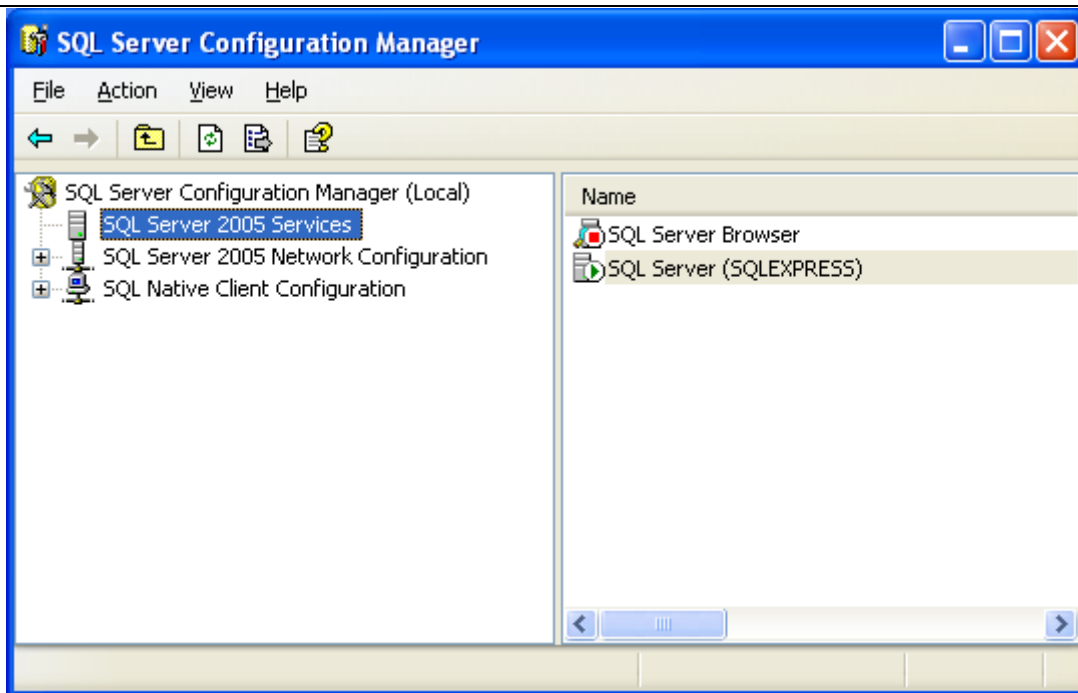 SQL Server Configuration Manager
File Action View Help
SQL Server Configuration Manager (Local)
SQL Server 2005 Services
SQL Server 2005 Network Configuration
SQL Native Client Configuration
Name
SQL Server Browser
SQL Server (SQLEXPRESS)